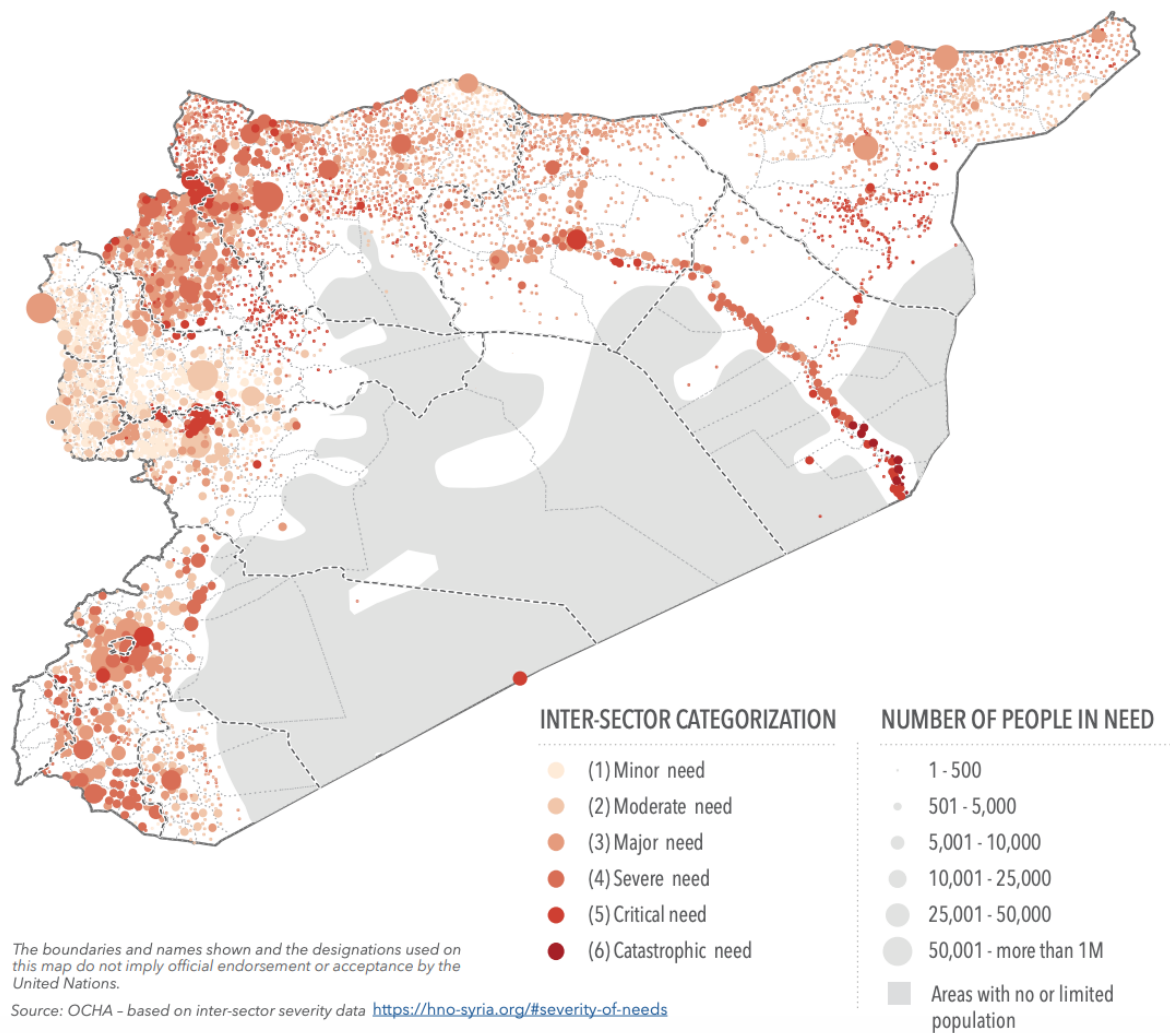 INTER-SECTOR CATEGORIZATION
(1) Minor need
(2) Moderate need
(3) Major need
(4) Severe need
(5) Critical need
(6) Catastrophic need
NUMBER OF PEOPLE IN NEED
1 - 500
501 - 5,000
5,001 - 10,000
10,001 - 25,000
25,001 - 50,000
50,001 - more than 1M
Areas with no or limited
population
The boundaries and names shown and the designations used on
this map do not imply official endorsement or acceptance by the
United Nations.
Source: OCHA – based on inter-sector severity data https://hno-syria.org/#severity-of-needs